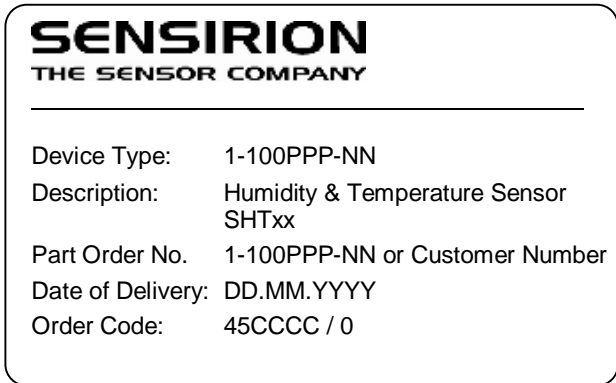 SENSIRION
THE SENSOR COMPANY
Device Type: 1-100PPP-NN
Description: Humidity & Temperature Sensor
SHTxx
Part Order No. 1-100PPP-NN or Customer Number
Date of Delivery: DD.MM.YYYY
Order Code: 45CCCC / 0